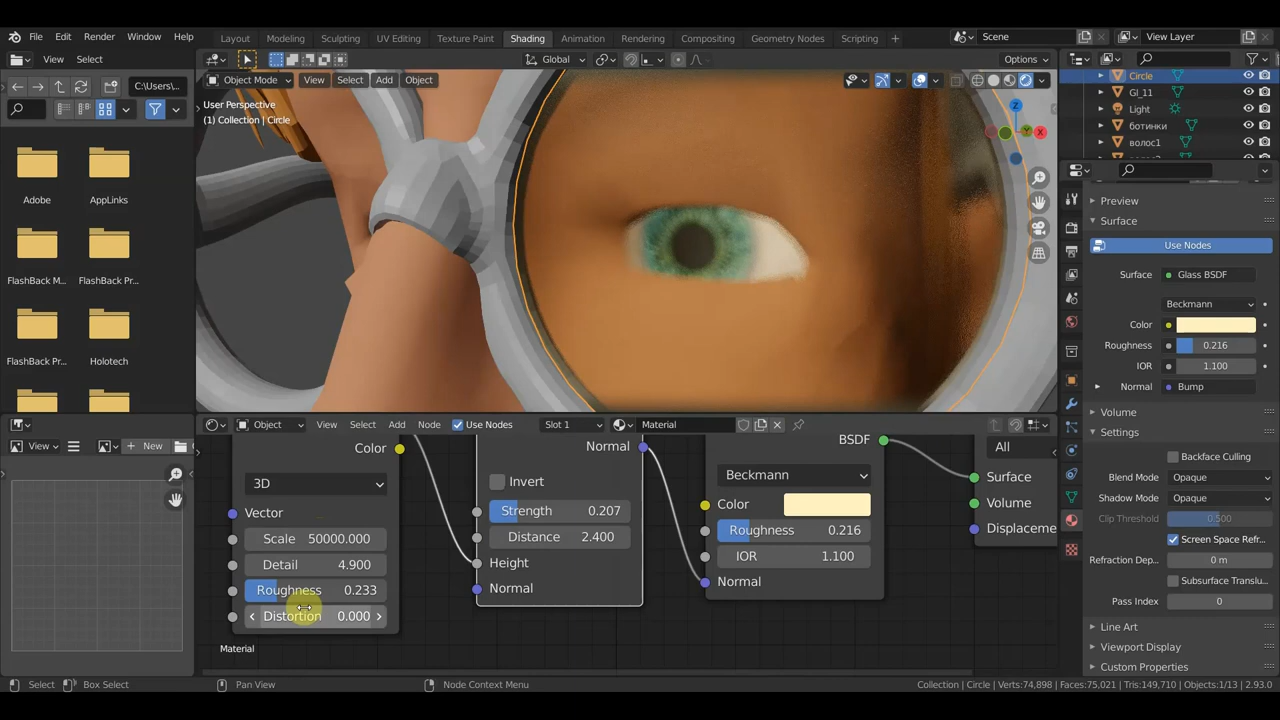 File Edit Render Window Help
Layout Modeling Sculpting UV Editing Texture Paint Shading Animation Rendering Compositing Geometry Nodes Scripting +
Scene
View Layer
View Select
Global
Options
C:\Users\...
Object Mode View Select Add Object
User Perspective
(1) Collection | Circle
Z
Y
X
Circle
GI_11
Light
ботинки
волос1
Adobe
AppLinks
FlashBack M...
FlashBack Pr...
FlashBack Pr...
Holotech
Preview
Surface
Use Nodes
Surface: Glass BSDF
Beckmann
Color
Roughness 0.216
IOR 1.100
Normal Bump
Volume
Settings
Backface Culling
Blend Mode Opaque
Shadow Mode Opaque
Clip Threshold 0.500
Screen Space Refr...
Refraction Dep... 0 m
Subsurface Translu...
Pass Index 0
Line Art
Viewport Display
Custom Properties
View
New
Object View Select Add Node Use Nodes Slot 1 Material
Color
3D
Vector
Scale 50000.000
Detail 4.900
Roughness 0.233
Distortion 0.000
Material
Normal
Invert
Strength 0.207
Distance 2.400
Height
Normal
BSDF
Beckmann
Color
Roughness 0.216
IOR 1.100
Normal
All
Surface
Volume
Displaceme
Select Box Select Pan View Node Context Menu
Collection | Circle | Verts:74,898 | Faces:75,021 | Tris:149,710 | Objects:1/13 | 2.93.0